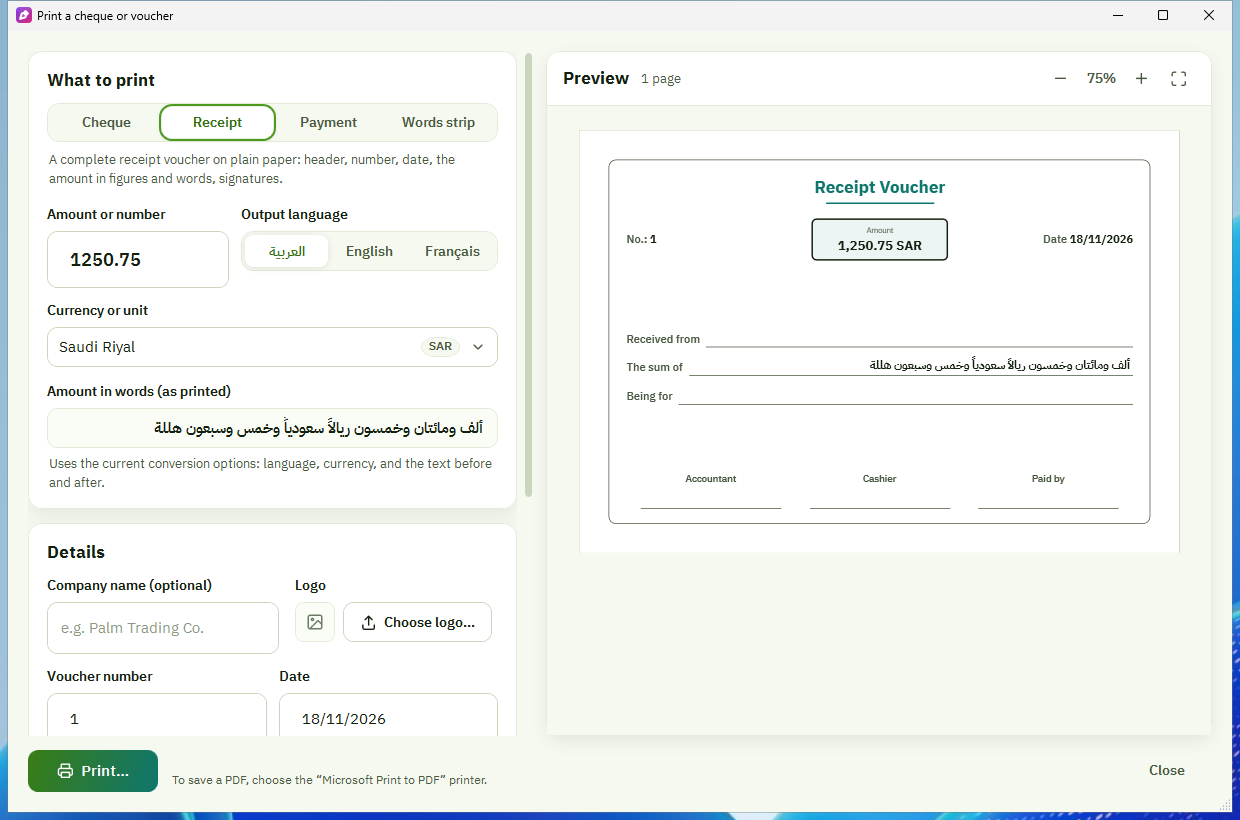 Print a cheque or voucher
What to print
Cheque
Receipt
Payment
Words strip
A complete receipt voucher on plain paper: header, number, date, the
amount in figures and words, signatures.
Amount or number
Output language
1250.75
العربية
English
Français
Currency or unit
Saudi Riyal
SAR
Amount in words (as printed)
ألف ومائتان وخمسون ريالاً سعودياً وخمس وسبعون هللة
Uses the current conversion options: language, currency, and the text before
and after.
Details
Company name (optional)
Logo
e.g. Palm Trading Co.
Choose logo...
Voucher number
Date
1
18/11/2026
Print...
To save a PDF, choose the “Microsoft Print to PDF” printer.
Preview
1 page
75%
Receipt Voucher
No.: 1
Amount
1,250.75 SAR
Date 18/11/2026
Received from
The sum of
ألف ومائتان وخمسون ريالاً سعودياً وخمس وسبعون هللة
Being for
Accountant
Cashier
Paid by
Close